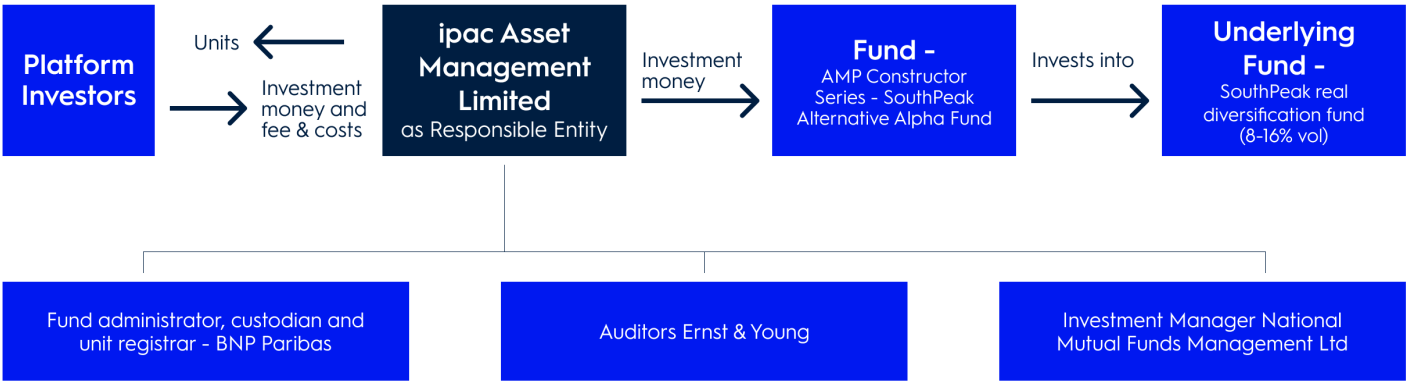 Platform
Investors
Units
Investment
money and
fee & costs
ipac Asset
Management
Limited
as Responsible Entity
Investment
money
Fund -
AMP Constructor
Series - SouthPeak
Alternative Alpha Fund
Invests into
Underlying
Fund -
SouthPeak real
diversification fund
(8-16% vol)
Fund administrator, custodian and
unit registrar - BNP Paribas
Auditors Ernst & Young
Investment Manager National
Mutual Funds Management Ltd